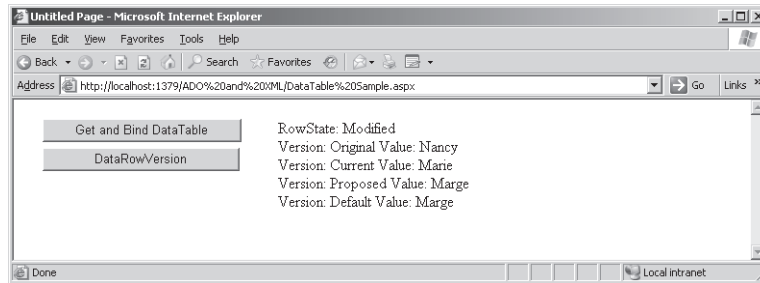 Untitled Page - Microsoft Internet Explorer
File Edit View Favorites Tools Help
Back Search Favorites
Address http://localhost:1379/ADO%20and%20XML/DataTable%20Sample.aspx Go Links »
Get and Bind DataTable
DataRowVersion
RowState: Modified
Version: Original Value: Nancy
Version: Current Value: Marie
Version: Proposed Value: Marge
Version: Default Value: Marge
Done Local intranet